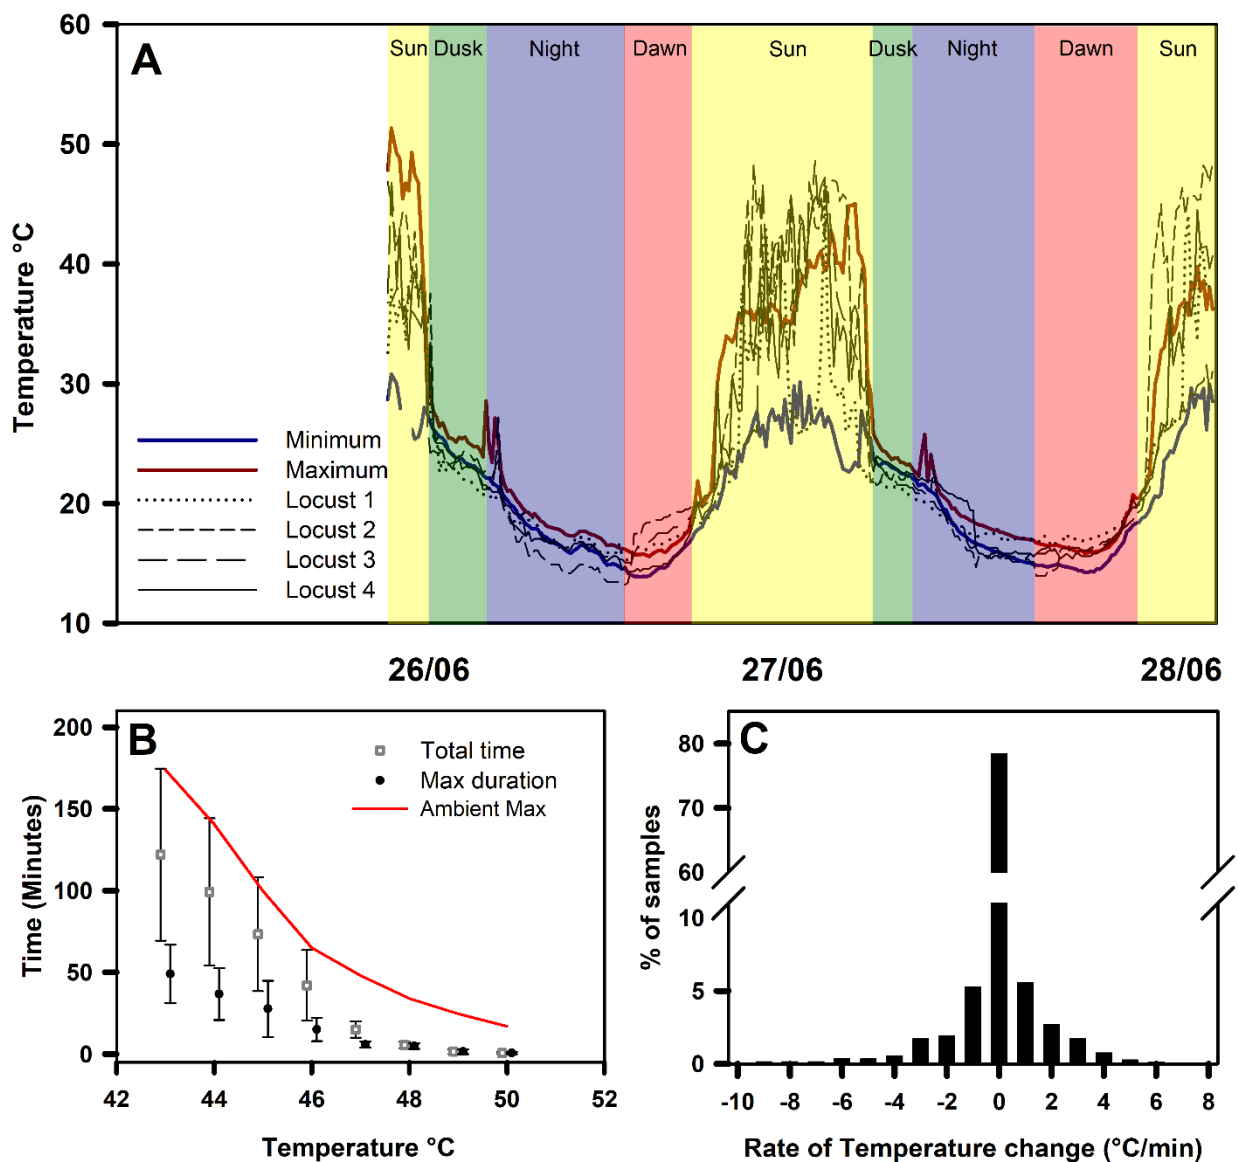 A
Sun Dusk Night Dawn Sun Dusk Night Dawn Sun
Temperature °C
60
50
40
30
20
10
Minimum
Maximum
Locust 1
Locust 2
Locust 3
Locust 4
26/06 27/06 28/06
B
Time (Minutes)
200
150
100
50
0
Total time
Max duration
Ambient Max
42 44 46 48 50 52
Temperature °C
C
% of samples
80
70
60
10
5
0
-10 -8 -6 -4 -2 0 2 4 6 8
Rate of Temperature change (°C/min)